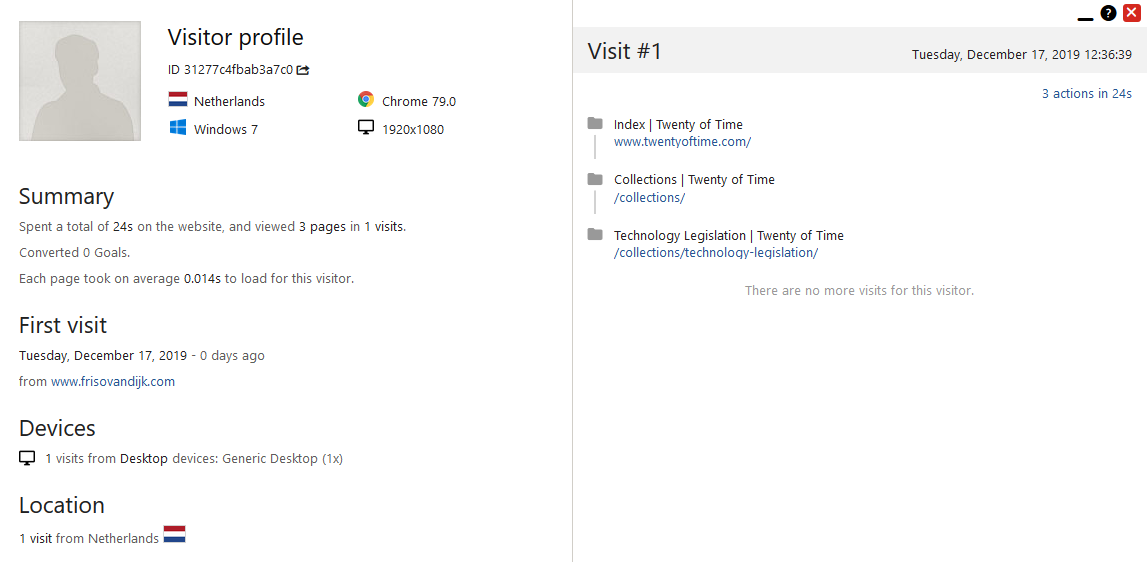 Visitor profile
ID 31277c4fbab3a7c0
Netherlands
Chrome 79.0
Windows 7
1920x1080
Summary
Spent a total of 24s on the website, and viewed 3 pages in 1 visits.
Converted 0 Goals.
Each page took on average 0.014s to load for this visitor.
First visit
Tuesday, December 17, 2019 - 0 days ago
from www.frisovandijk.com
Devices
1 visits from Desktop devices: Generic Desktop (1x)
Location
1 visit from Netherlands
?
Visit #1
Tuesday, December 17, 2019 12:36:39
3 actions in 24s
Index | Twenty of Time
www.twentyoftime.com/
Collections | Twenty of Time
/collections/
Technology Legislation | Twenty of Time
/collections/technology-legislation/
There are no more visits for this visitor.